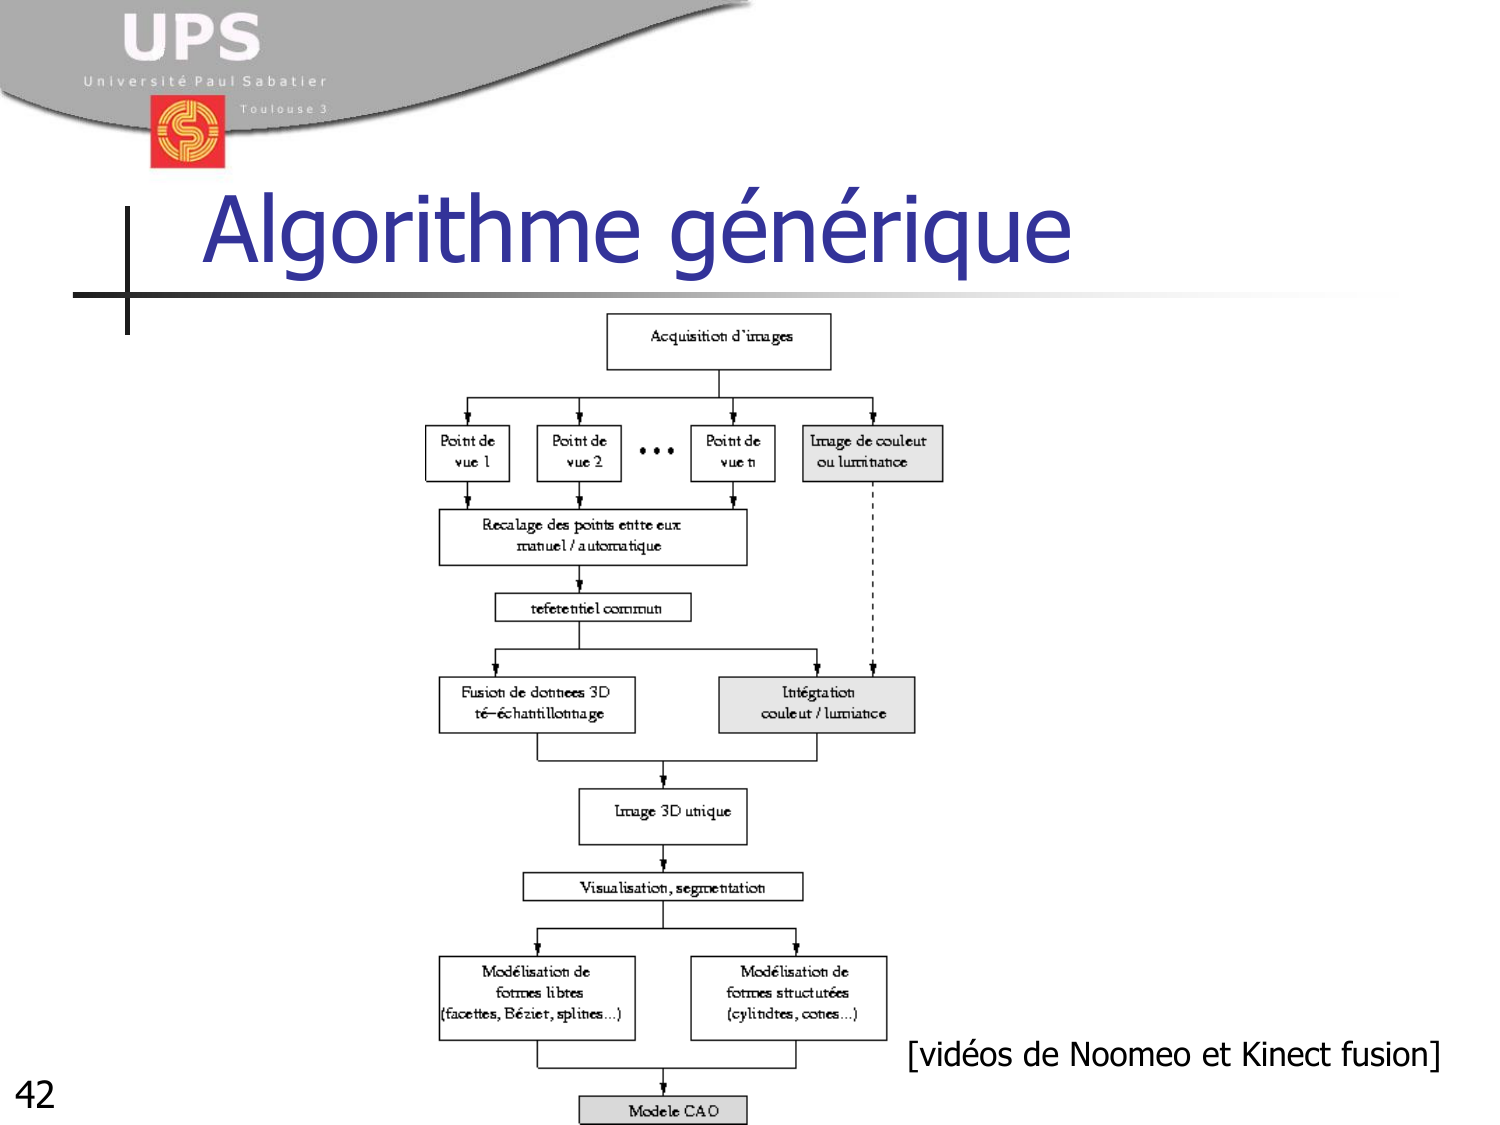 UPS
Université Paul Sabatier
Toulouse 3
Algorithme générique
Acquisition d'images
Point de
vue 1
Point de
vue 2
...
Point de
vue n
Image de couleur
ou luminance
Recalage des points entre eux
manuel / automatique
referentiel commun
Fusion de donnees 3D
ré-échantillonnage
Intégration
couleur / lumiance
Image 3D unique
Visualisation, segmentation
Modélisation de
formes libres
(facettes, Bézier, splines...)
Modélisation de
formes structurées
(cylindres, cones...)
Modele CAO
[vidéos de Noomeo et Kinect fusion]
42